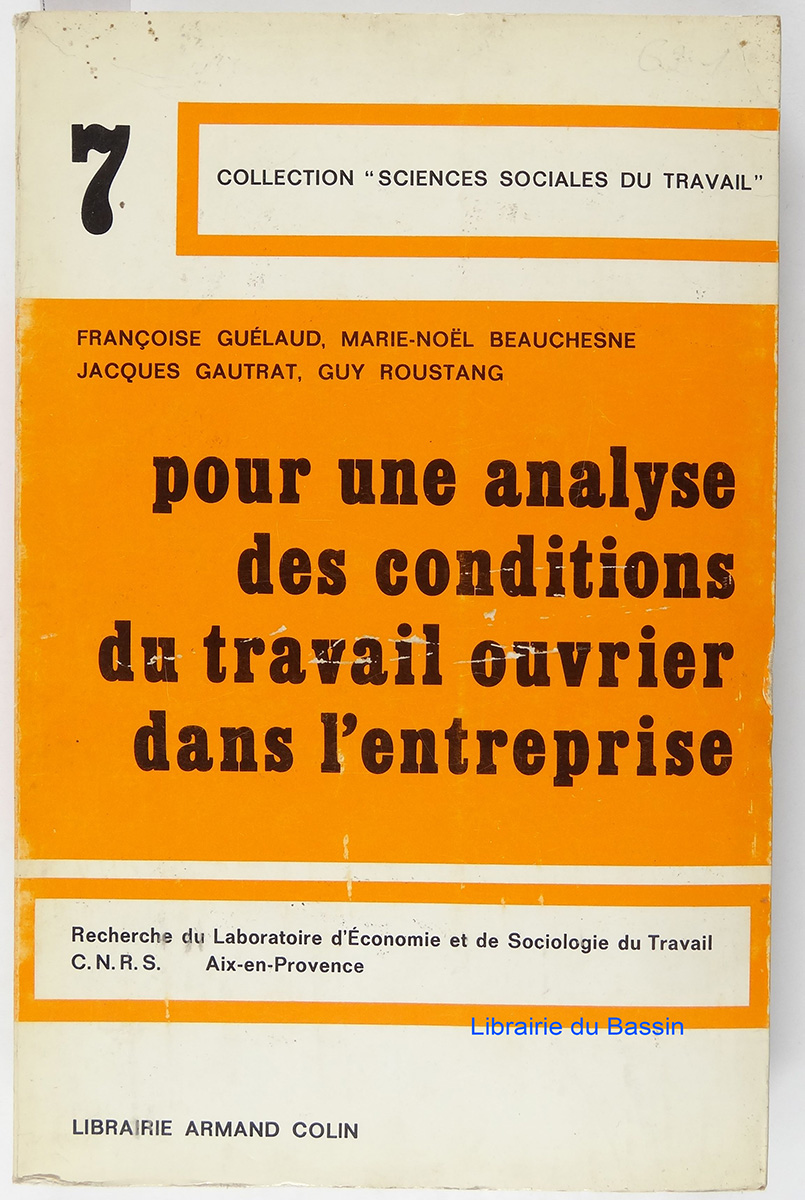 7
COLLECTION "SCIENCES SOCIALES DU TRAVAIL"
FRANÇOISE GUÉLAUD, MARIE-NOËL BEAUCHESNE
JACQUES GAUTRAT, GUY ROUSTANG
pour une analyse
des conditions
du travail ouvrier
dans l'entreprise
Recherche du Laboratoire d'Économie et de Sociologie du Travail
C.N.R.S. Aix-en-Provence
Librairie du Bassin
LIBRAIRIE ARMAND COLIN